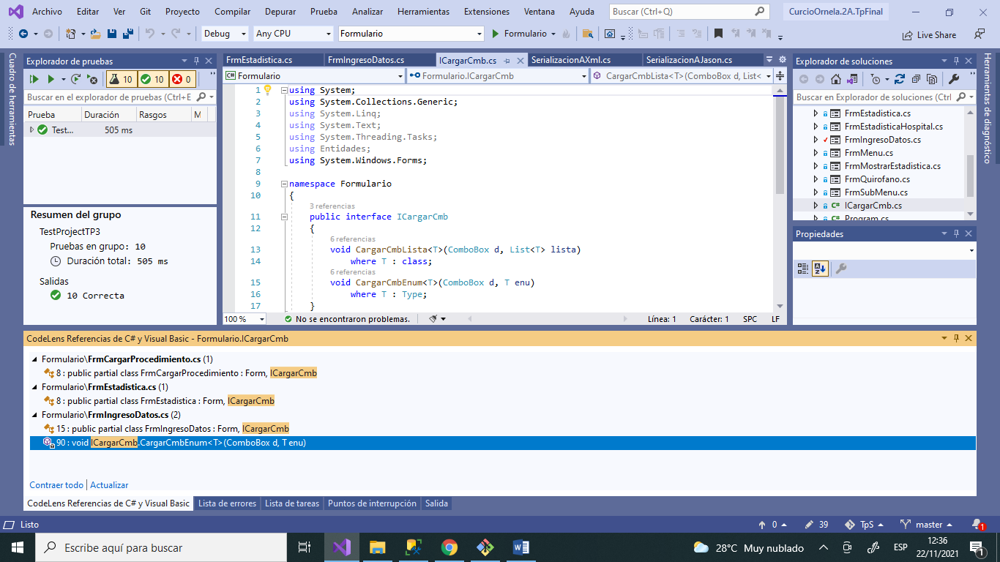 Archivo Editar Ver Git Proyecto Compilar Depurar Prueba Analizar Herramientas Extensiones Ventana Ayuda Buscar (Ctrl+Q) CurcioOrnela.2A.TpFinal
Debug Any CPU Formulario Formulario Live Share
Cuadro de herramientas
Explorador de pruebas
10 10 0
Buscar en el explorador de pruebas (Ctrl+E
Prueba Duración Rasgos M
Test... 505 ms
Resumen del grupo
TestProjectTP3
Pruebas en grupo: 10
Duración total: 505 ms
Salidas
10 Correcta
FrmEstadistica.cs FrmIngresoDatos.cs ICargarCmb.cs SerializacionAXml.cs SerializacionAJason.cs
Formulario Formulario.ICargarCmb CargarCmbLista<T>(ComboBox d, List<
1 using System;
2 using System.Collections.Generic;
3 using System.Linq;
4 using System.Text;
5 using System.Threading.Tasks;
6 using Entidades;
7 using System.Windows.Forms;
8
9 namespace Formulario
10 {
3 referencias
11 public interface ICargarCmb
12 {
6 referencias
13 void CargarCmbLista<T>(ComboBox d, List<T> lista)
14 where T : class;
6 referencias
15 void CargarCmbEnum<T>(ComboBox d, T enu)
16 where T : Type;
17 }
100 % No se encontraron problemas. Línea: 1 Carácter: 1 SPC LF
Explorador de soluciones
Buscar en Explorador de soluciones (Ctrl
FrmEstadistica.cs
FrmEstadisticaHospital.cs
FrmIngresoDatos.cs
FrmMenu.cs
FrmMostrarEstadistica.cs
FrmQuirofano.cs
FrmSubMenu.cs
ICargarCmb.cs
Program.cs
Propiedades
Herramientas de diagnóstico
CodeLens Referencias de C# y Visual Basic - Formulario.ICargarCmb
Formulario\FrmCargarProcedimiento.cs (1)
8 : public partial class FrmCargarProcedimiento : Form, ICargarCmb
Formulario\FrmEstadistica.cs (1)
8 : public partial class FrmEstadistica : Form, ICargarCmb
Formulario\FrmIngresoDatos.cs (2)
15 : public partial class FrmIngresoDatos : Form, ICargarCmb
90 : void ICargarCmb.CargarCmbEnum<T>(ComboBox d, T enu)
Contraer todo Actualizar
CodeLens Referencias de C# y Visual Basic Lista de errores Lista de tareas Puntos de interrupción Salida
Listo 0 39 TpS master 1
Escribe aquí para buscar 28°C Muy nublado ESP 12:36
22/11/2021 1